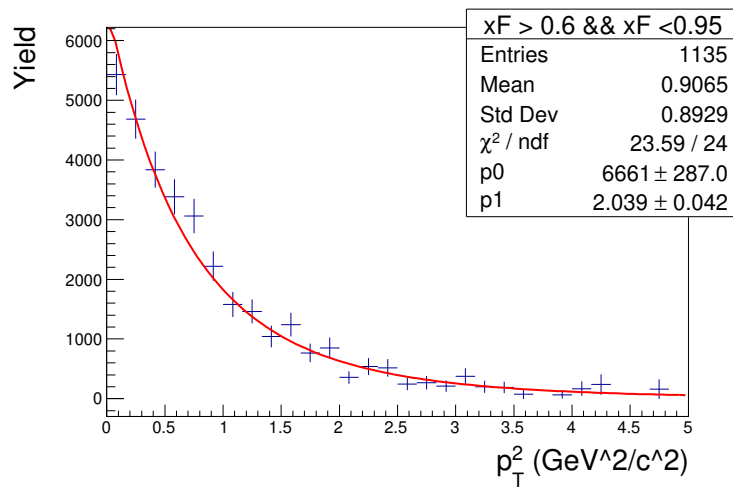 xF > 0.6 && xF <0.95
Entries 1135
Mean 0.9065
Std Dev 0.8929
χ² / ndf 23.59 / 24
p0 6661 ± 287.0
p1 2.039 ± 0.042
Yield
6000
5000
4000
3000
2000
1000
0
0 0.5 1 1.5 2 2.5 3 3.5 4 4.5 5
p_T^2 (GeV^2/c^2)